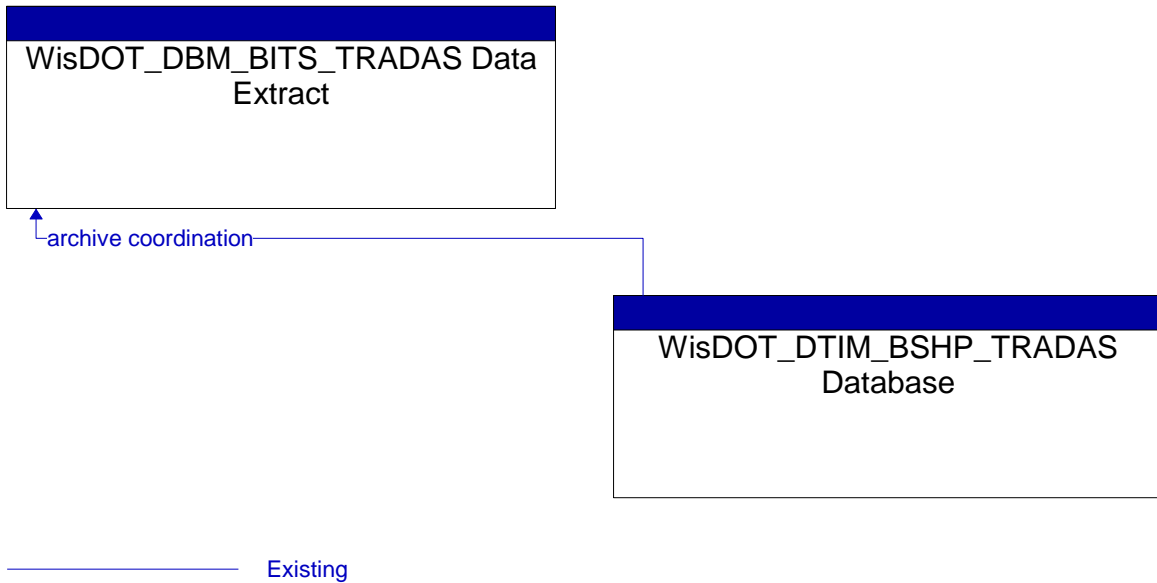 WisDOT_DBM_BITS_TRADAS Data
Extract
archive coordination
WisDOT_DTIM_BSHP_TRADAS
Database
Existing